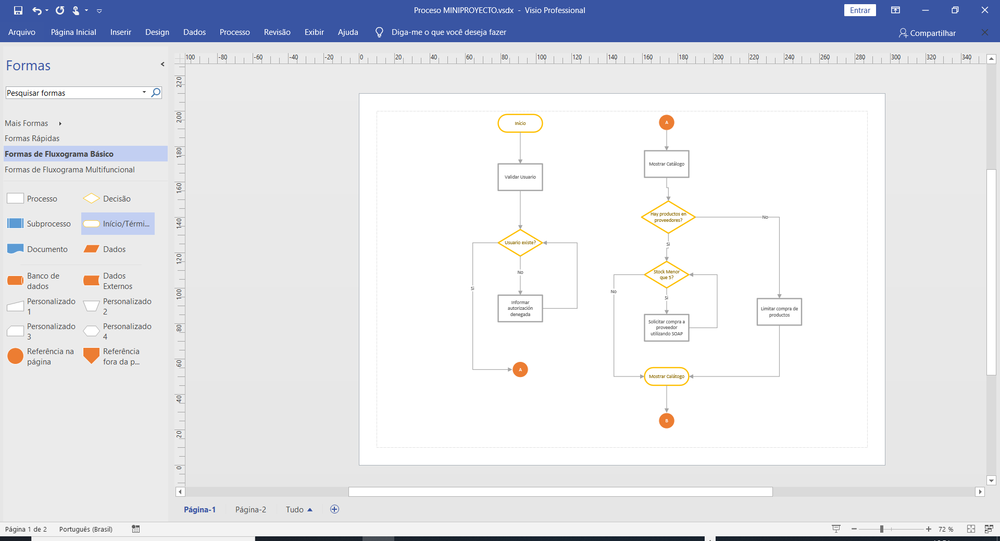 Proceso MINIPROYECTO.vsdx - Visio Professional
Entrar
Arquivo Página Inicial Inserir Design Dados Processo Revisão Exibir Ajuda Diga-me o que você deseja fazer
Compartilhar
Formas
Pesquisar formas
Mais Formas
Formas Rápidas
Formas de Fluxograma Básico
Formas de Fluxograma Multifuncional
Processo
Decisão
Subprocesso
Início/Térmi...
Documento
Dados
Banco de
dados
Dados
Externos
Personalizado
1
Personalizado
2
Personalizado
3
Personalizado
4
Referência na
página
Referência
fora da p...
100 -80 -60 -40 -20 0 20 40 60 80 100 120 140 160 180 200 220 240 260 280 300 320 340
220
200
180
160
140
120
100
80
60
40
20
0
Início
Validar Usuario
Usuario existe?
No
Si
Informar
autorización
denegada
A
A
Mostrar Catálogo
Hay productos en
proveedores?
No
Si
Stock Menor
que 5?
No
Si
Solicitar compra a
proveedor
utilizando SOAP
Limitar compra de
productos
Mostrar Calátogo
B
Página-1 Página-2 Tudo
Página 1 de 2 Português (Brasil)
72 %